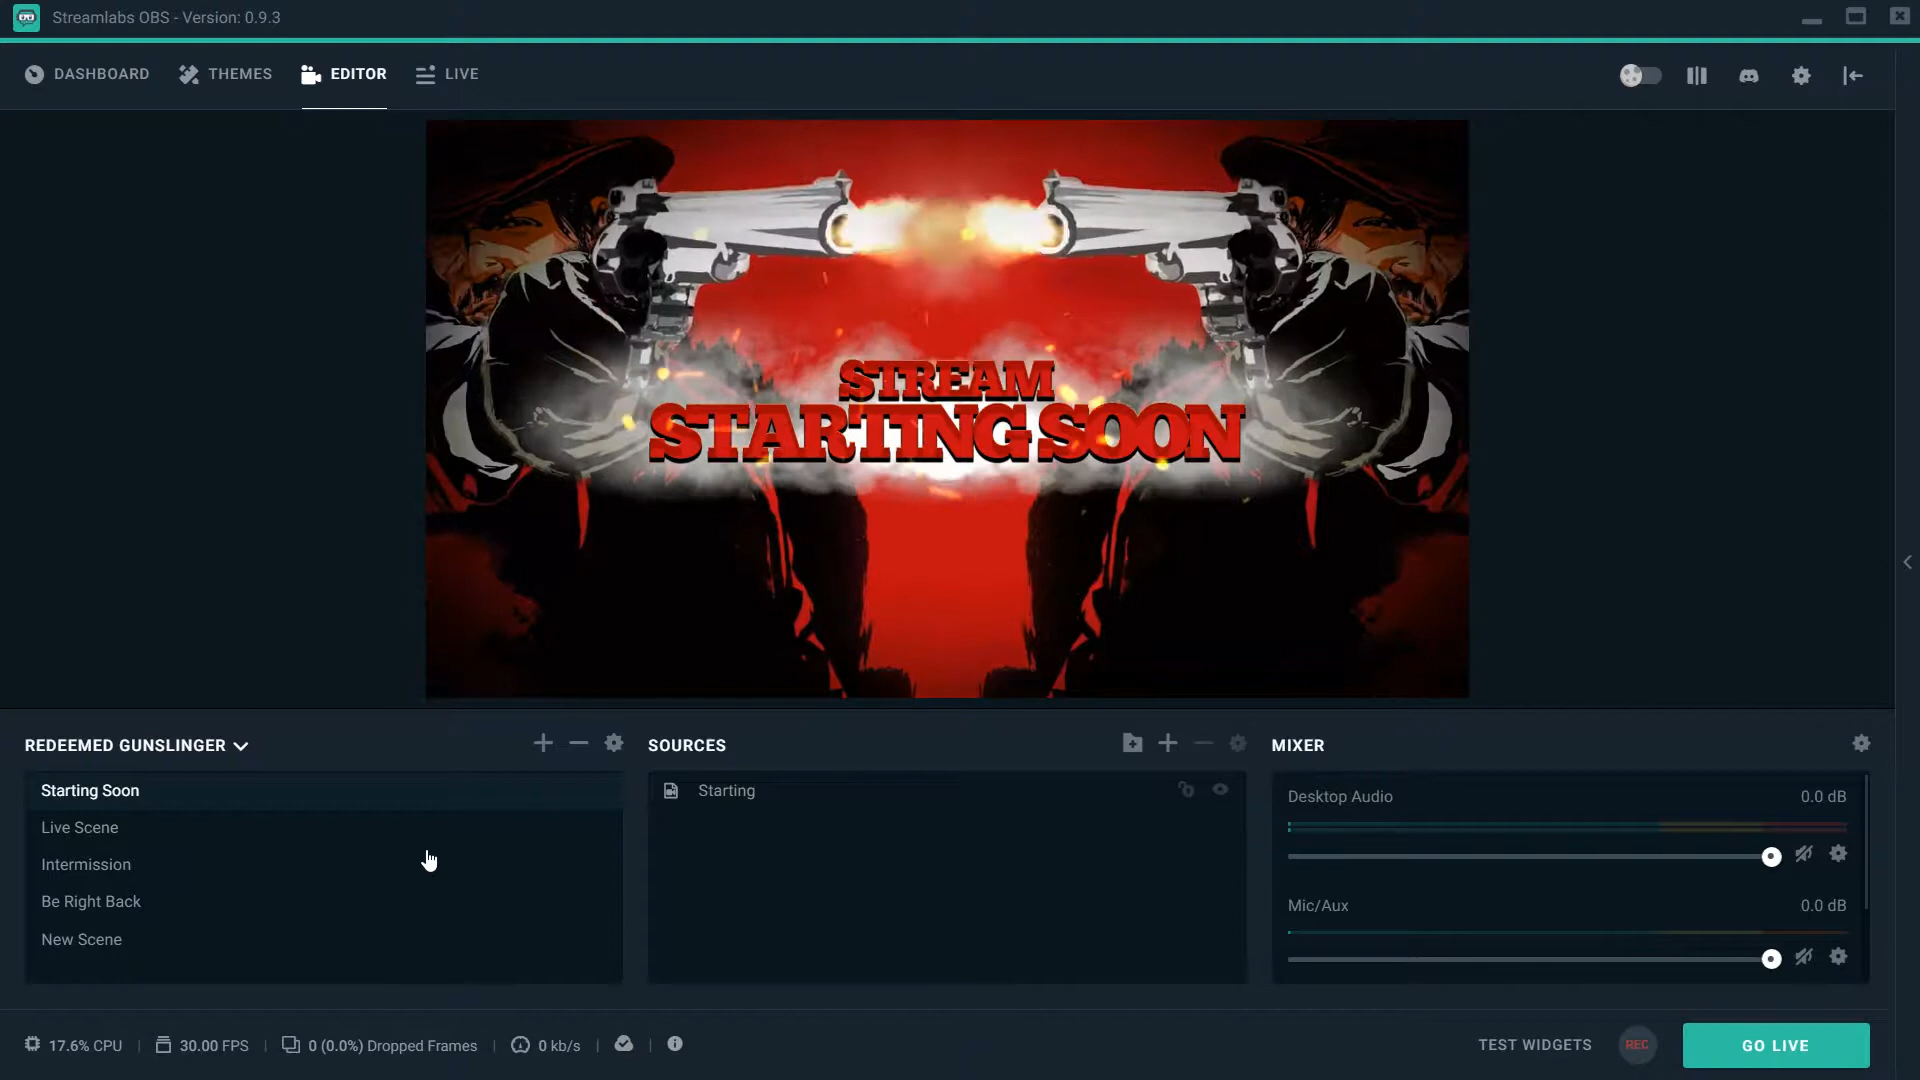 Streamlabs OBS - Version: 0.9.3
DASHBOARD THEMES EDITOR LIVE
STREAM
STARTING SOON
REDEEMED GUNSLINGER
Starting Soon
Live Scene
Intermission
Be Right Back
New Scene
SOURCES
Starting
MIXER
Desktop Audio 0.0 dB
Mic/Aux 0.0 dB
17.6% CPU 30.00 FPS 0 (0.0%) Dropped Frames 0 kb/s
TEST WIDGETS REC GO LIVE